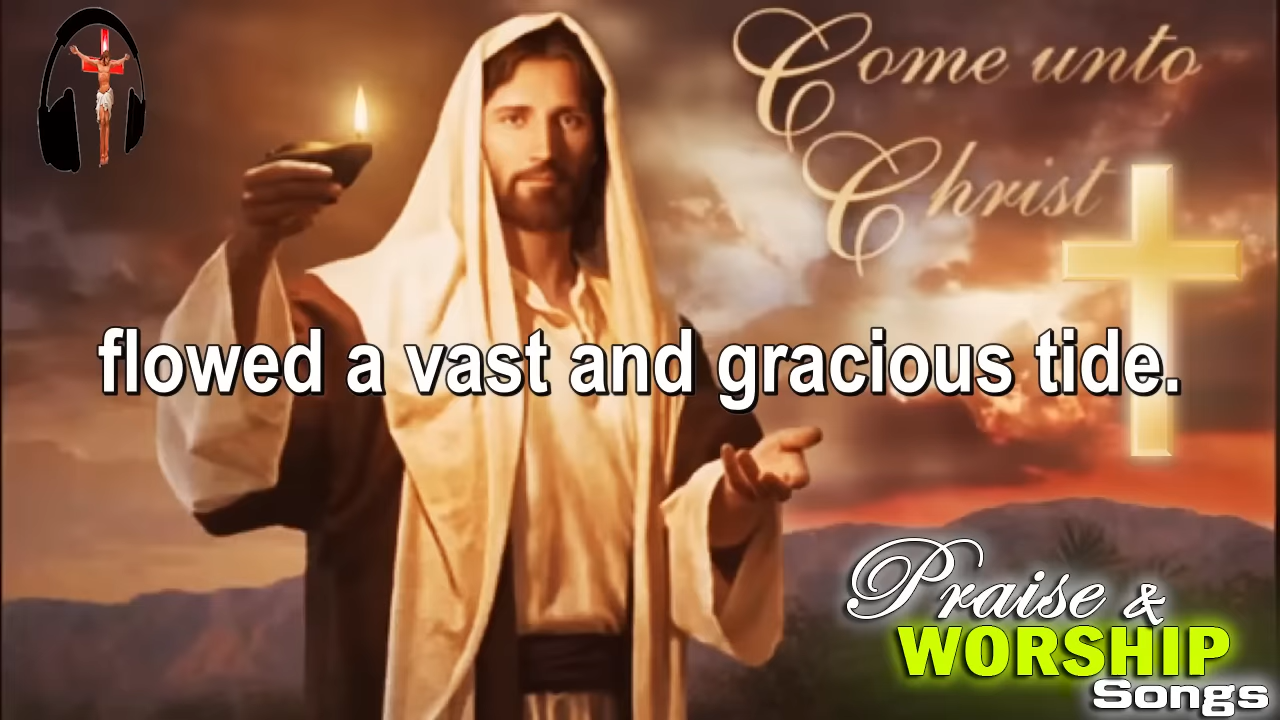 Come unto
Christ
flowed a vast and gracious tide.
Praise &
WORSHIP
Songs